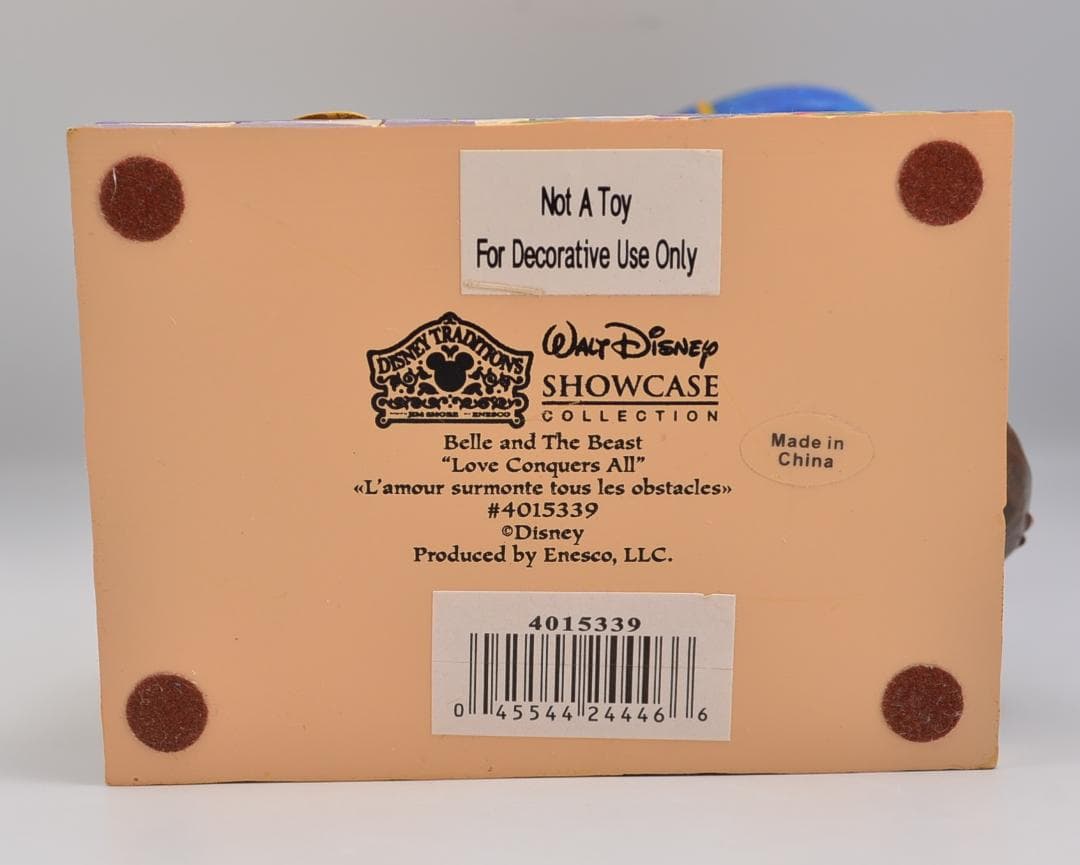 Not A Toy
For Decorative Use Only
DISNEY TRADITIONS
JIM SHORE
ENESCO
WALT DISNEY
SHOWCASE
COLLECTION
Belle and The Beast
“Love Conquers All”
«L'amour surmonte tous les obstacles»
#4015339
©Disney
Produced by Enesco, LLC.
Made in
China
4015339
0 45544 24446 6